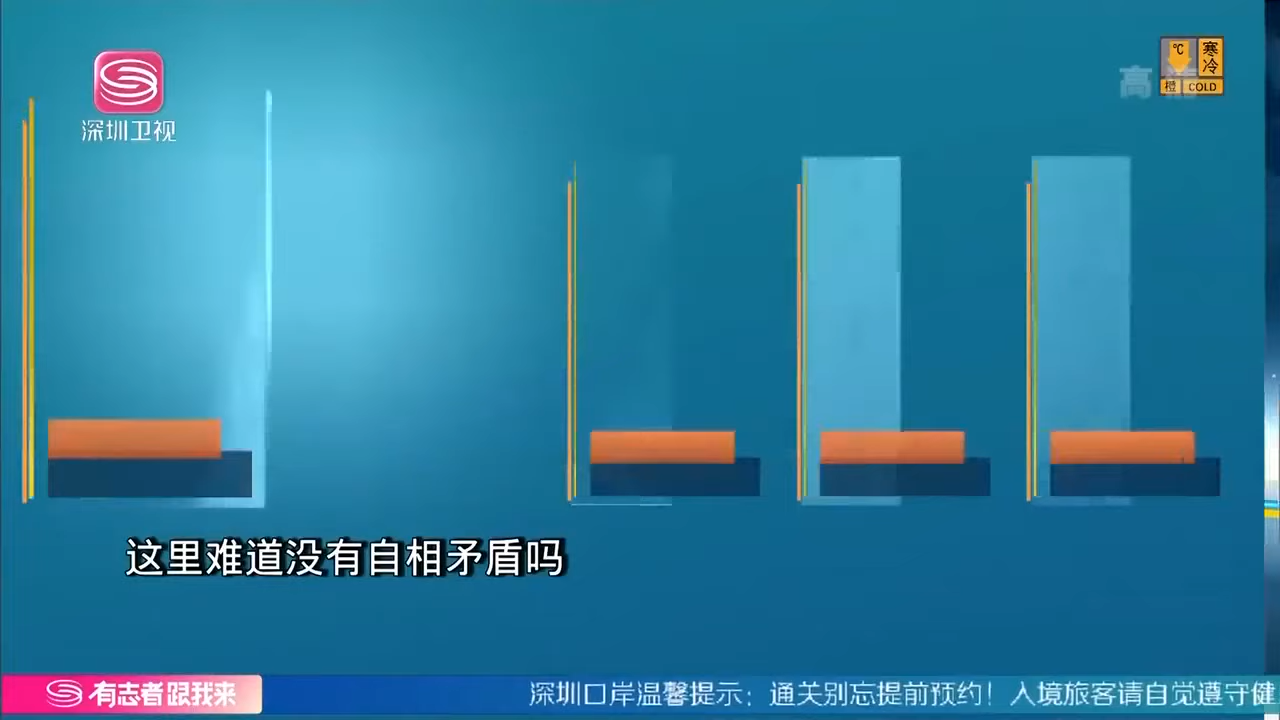 深圳卫视
℃
寒冷
橙 COLD
高
这里难道没有自相矛盾吗
有志者跟我来
深圳口岸温馨提示：通关别忘提前预约！入境旅客请自觉遵守健